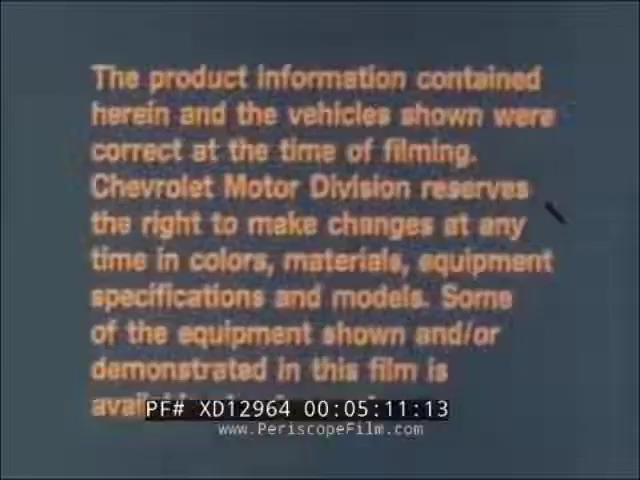 The product information contained
herein and the vehicles shown were
correct at the time of filming.
Chevrolet Motor Division reserves
the right to make changes at any
time in colors, materials, equipment
specifications and models. Some
of the equipment shown and/or
demonstrated in this film is
PF# XD12964 00:05:11:13
www.PeriscopeFilm.com